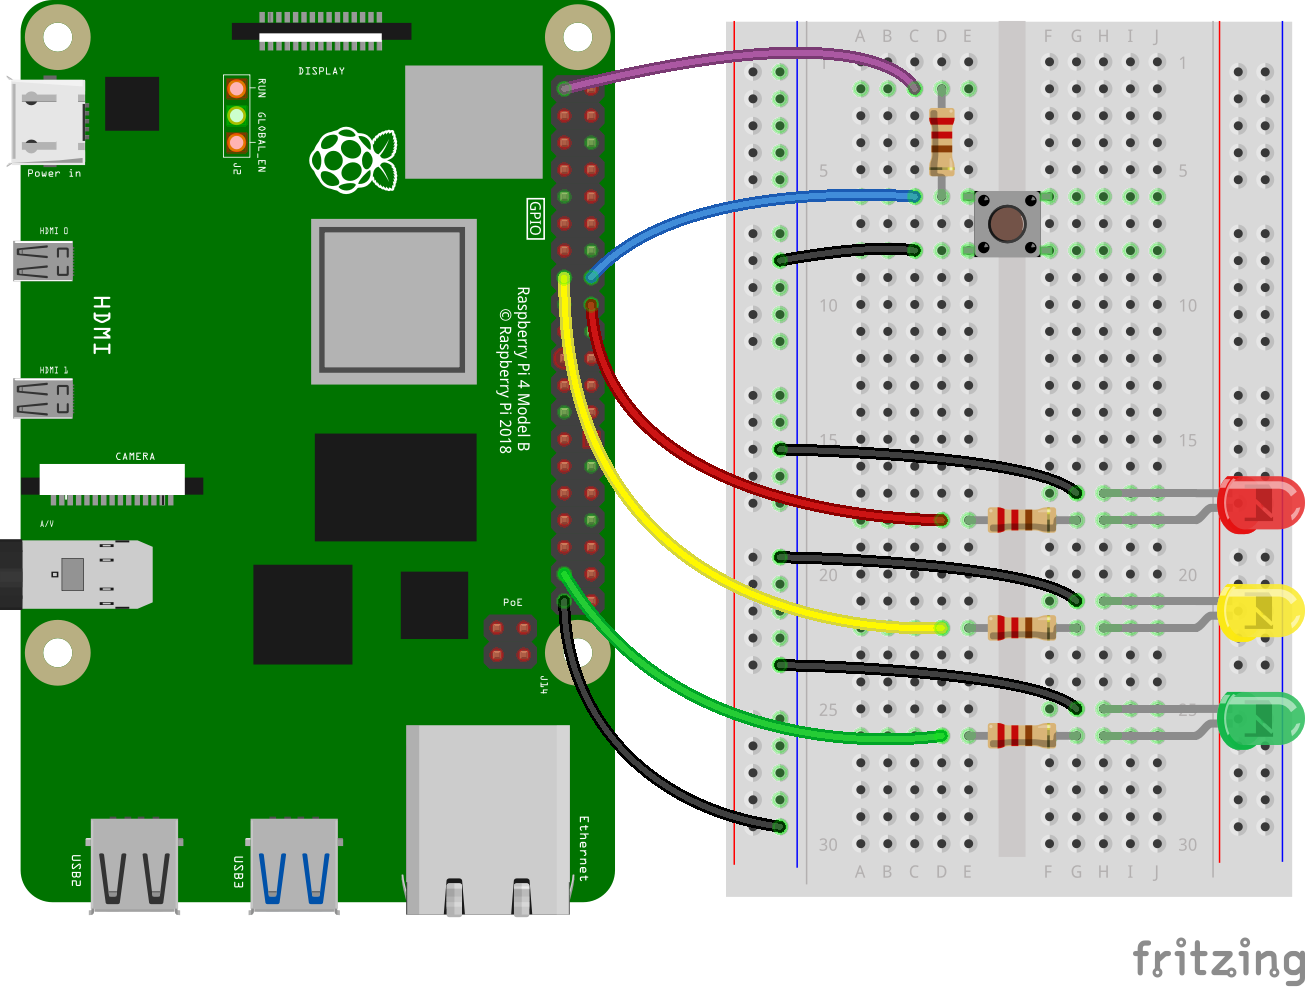 DISPLAY
RUN
GLOBAL_EN
J2
Power in
GPIO
HDMI 0
HDMI
HDMI 1
Raspberry Pi 4 Model B
© Raspberry Pi 2018
CAMERA
A/V
PoE
J14
USB2
USB3
Ethernet
A B C D E F G H I J
1 1
5 5
10 10
15
20 20
25 25
30 30
A B C D E F G H I J
fritzing